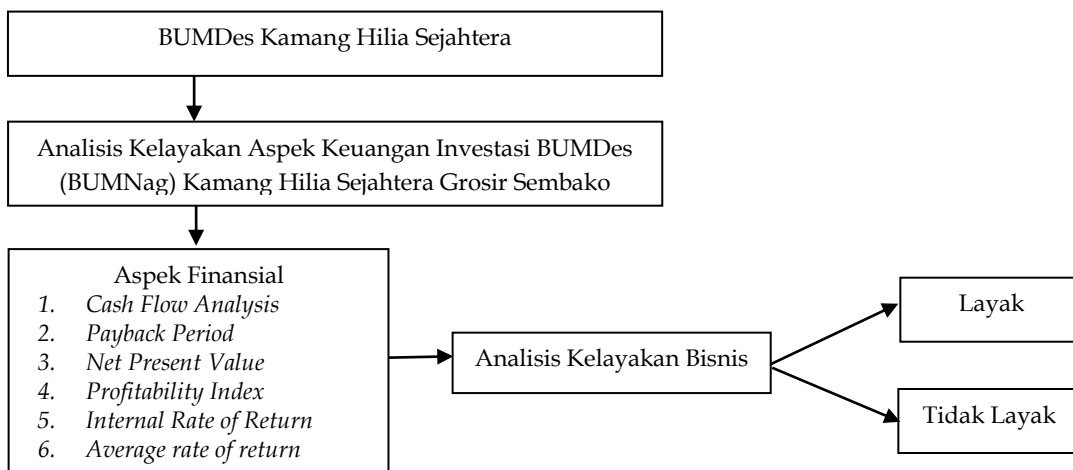 BUMDes Kamang Hilia Sejahtera
Analisis Kelayakan Aspek Keuangan Investasi BUMDes
(BUMNag) Kamang Hilia Sejahtera Grosir Sembako
Aspek Finansial
1. Cash Flow Analysis
2. Payback Period
3. Net Present Value
4. Profitability Index
5. Internal Rate of Return
6. Average rate of return
Analisis Kelayakan Bisnis
Layak
Tidak Layak